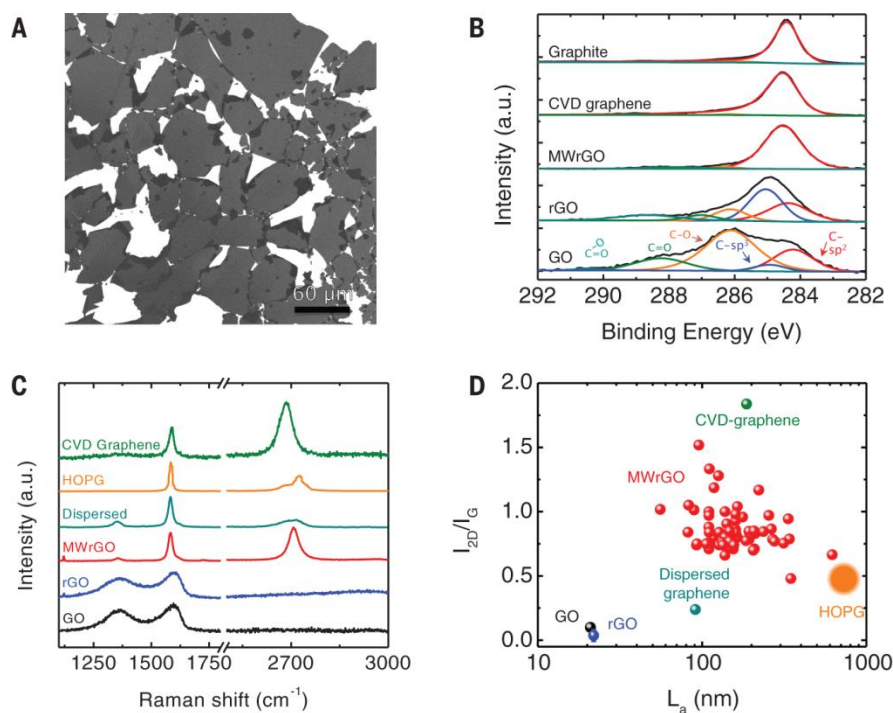 A
60 µm
B
Graphite
CVD graphene
MWrGO
rGO
GO
C-O
C=O
C=O
C-O
C-sp³
C-
sp²
Intensity (a.u.)
292 290 288 286 284 282
Binding Energy (eV)
C
CVD Graphene
HOPG
Dispersed
MWrGO
rGO
GO
Intensity (a.u.)
1250 1500 1750 2700 3000
Raman shift (cm⁻¹)
D
2.0
1.5
1.0
0.5
0.0
CVD-graphene
MWrGO
Dispersed
graphene
GO
rGO
HOPG
I2D/IG
10 100 1000
La (nm)